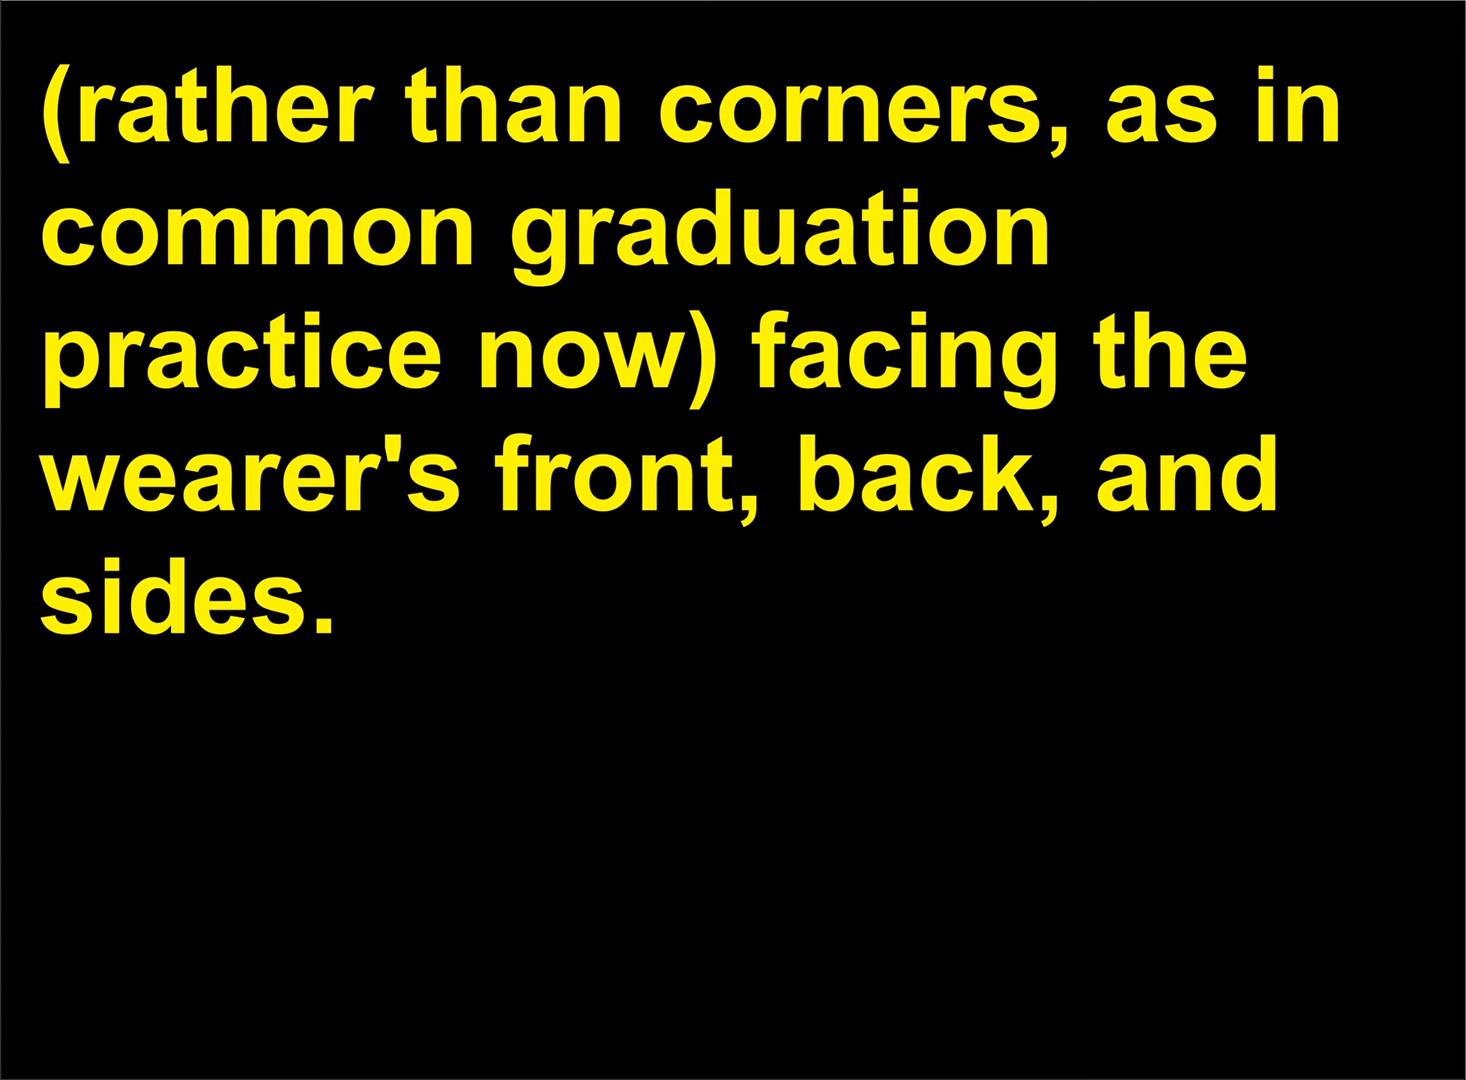 (rather than corners, as in
common graduation
practice now) facing the
wearer's front, back, and
sides.